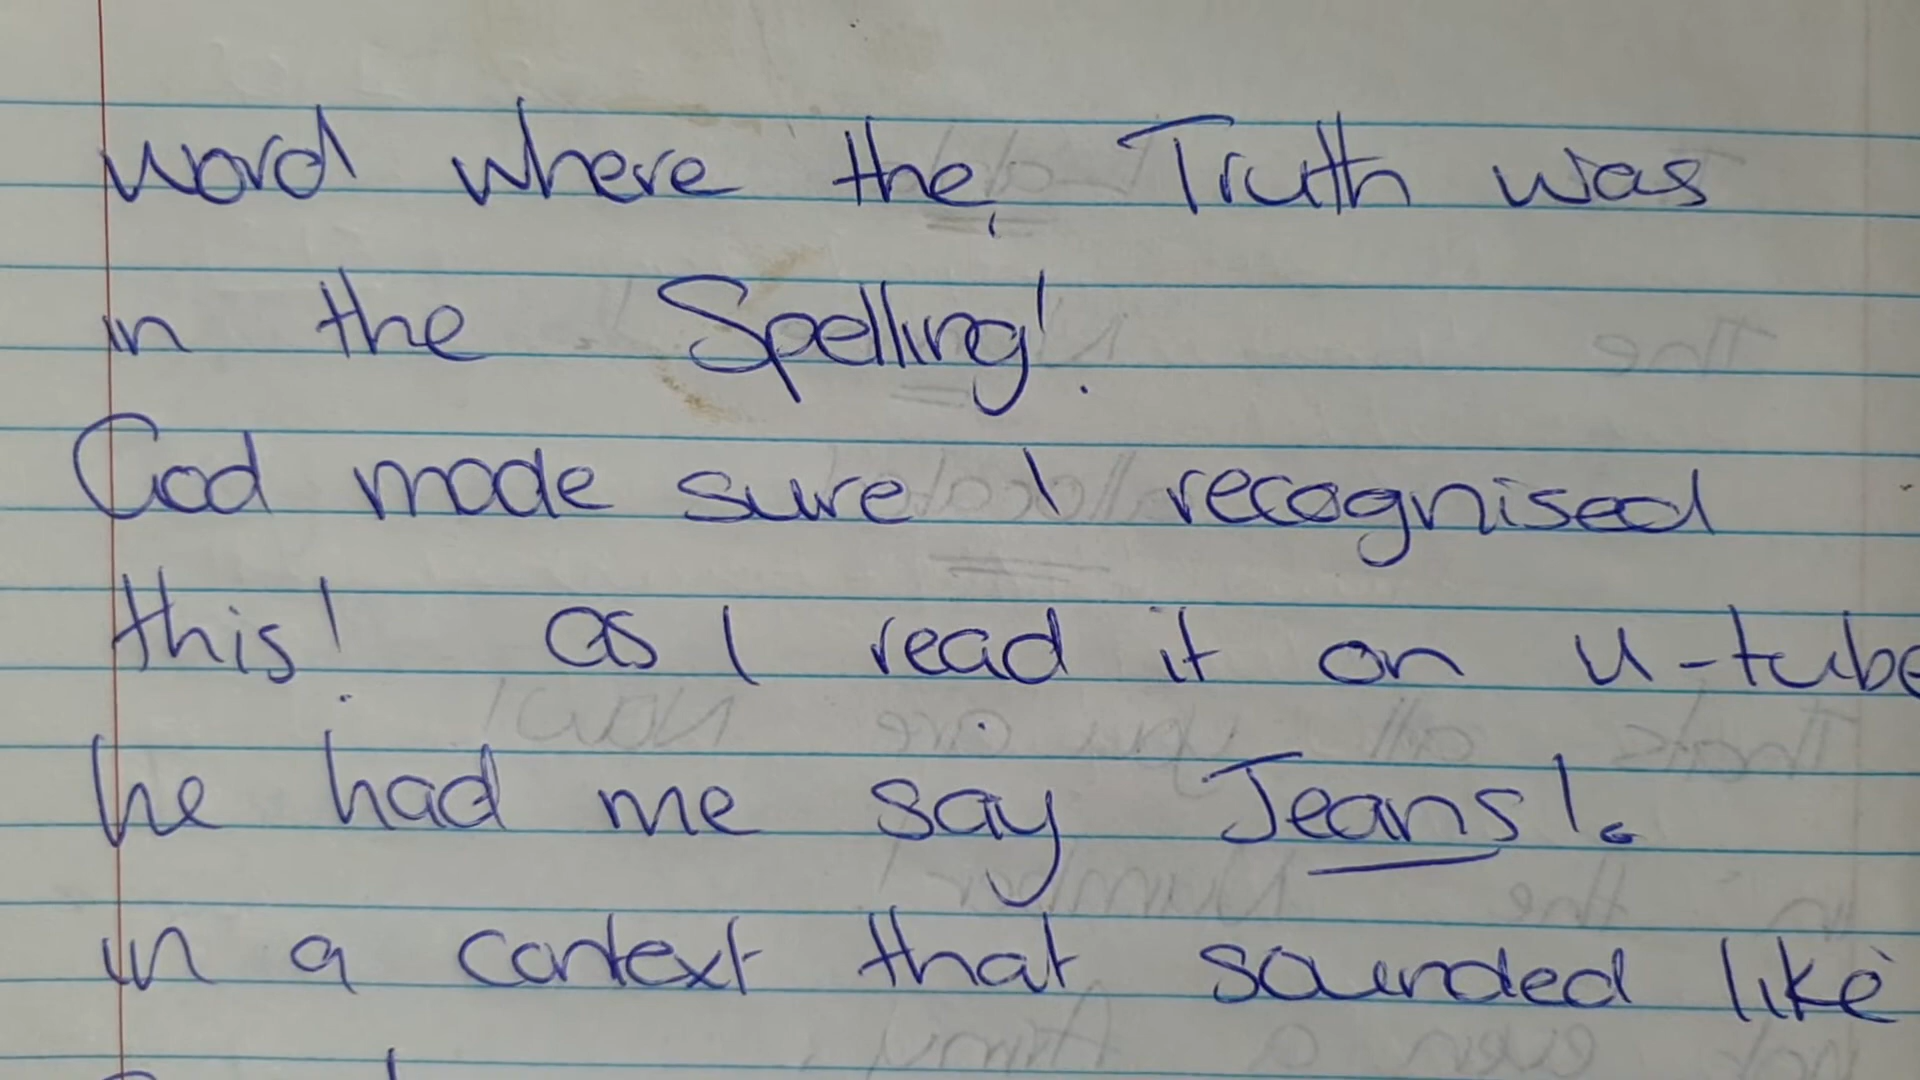 word where the, Truth was
in the Spelling!
God made sure I recognised
this! as I read it on u-tube
he had me say Jeans!.
in a context that sounded like